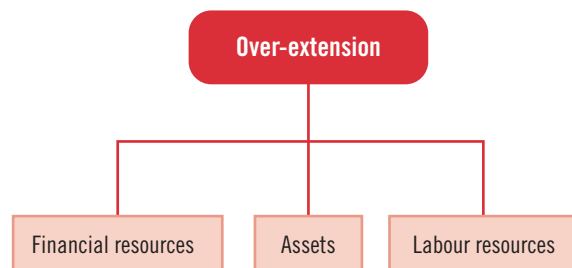 Over-extension
Financial resources
Assets
Labour resources